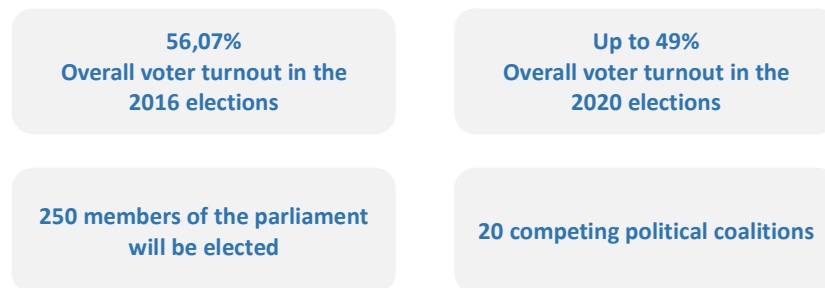 56,07%
Overall voter turnout in the
2016 elections
Up to 49%
Overall voter turnout in the
2020 elections
250 members of the parliament
will be elected
20 competing political coalitions